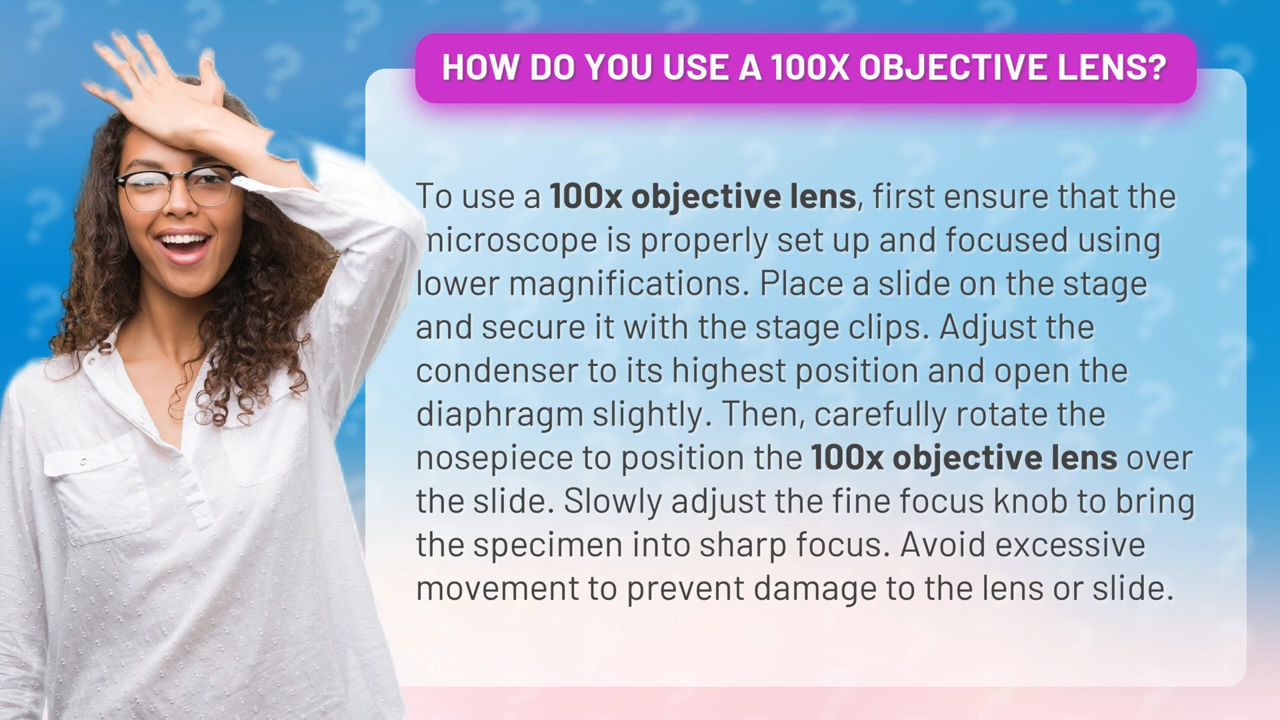 HOW DO YOU USE A 100X OBJECTIVE LENS?
To use a 100x objective lens, first ensure that the
microscope is properly set up and focused using
lower magnifications. Place a slide on the stage
and secure it with the stage clips. Adjust the
condenser to its highest position and open the
diaphragm slightly. Then, carefully rotate the
nosepiece to position the 100x objective lens over
the slide. Slowly adjust the fine focus knob to bring
the specimen into sharp focus. Avoid excessive
movement to prevent damage to the lens or slide.